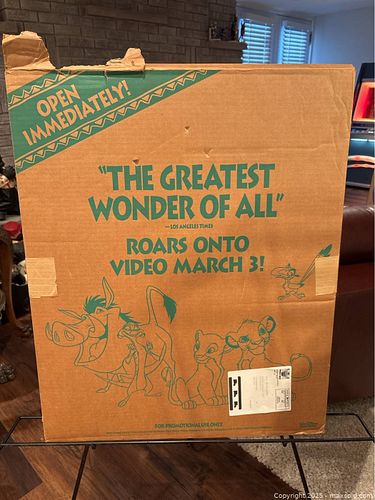 OPEN
IMMEDIATELY!
"THE GREATEST
WONDER OF ALL"
—LOS ANGELES TIMES
ROARS ONTO
VIDEO MARCH 3!
FOR PROMOTIONAL USE ONLY
Copyright 2025 - maxsold.com